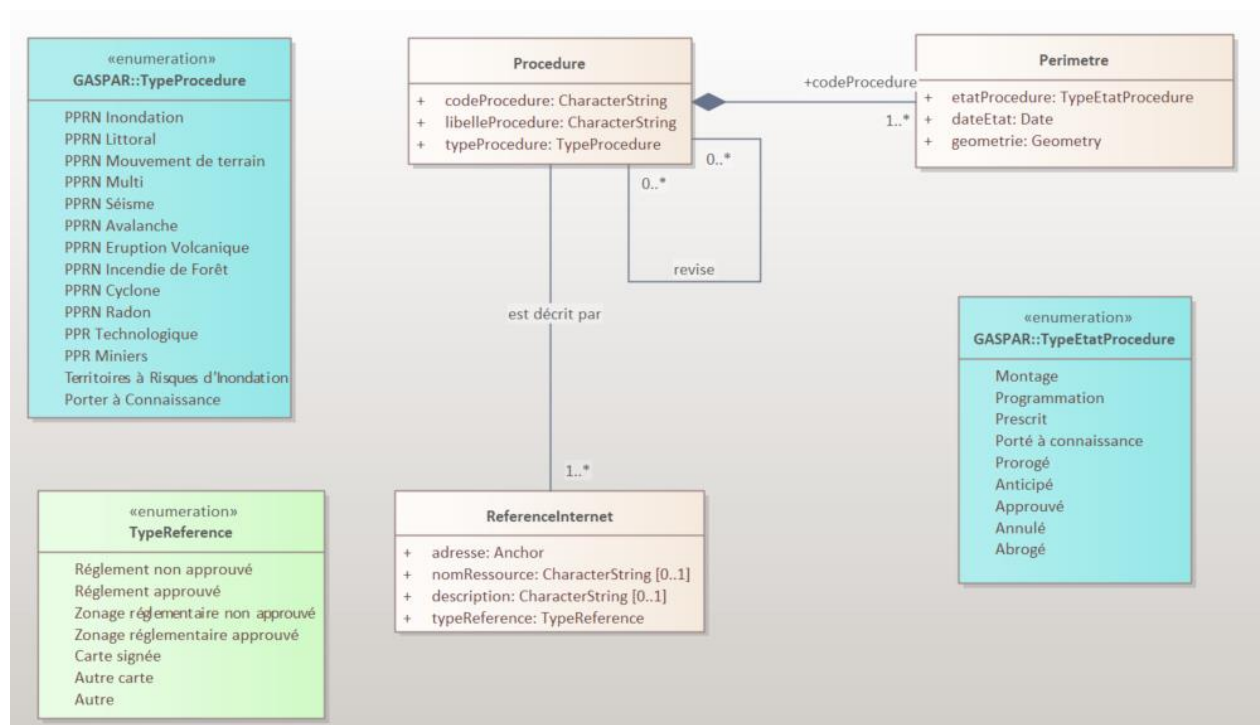 «enumeration»
GASPAR::TypeProcedure
PPRN Inondation
PPRN Littoral
PPRN Mouvement de terrain
PPRN Multi
PPRN Séisme
PPRN Avalanche
PPRN Eruption Volcanique
PPRN Incendie de Forêt
PPRN Cyclone
PPRN Radon
PPR Technologique
PPR Miniers
Territoires à Risques d'Inondation
Porter à Connaissance
Procedure
+ codeProcedure: CharacterString
+ libelleProcedure: CharacterString
+ typeProcedure: TypeProcedure
+codeProcedure
1..*
Perimetre
+ etatProcedure: TypeEtatProcedure
+ dateEtat: Date
+ geometrie: Geometry
0..*
0..*
revise
est décrit par
1..*
«enumeration»
GASPAR::TypeEtatProcedure
Montage
Programmation
Prescrit
Porté à connaissance
Prorogé
Anticipé
Approuvé
Annulé
Abrogé
«enumeration»
TypeReference
Réglement non approuvé
Réglement approuvé
Zonage réglementaire non approuvé
Zonage réglementaire approuvé
Carte signée
Autre carte
Autre
ReferenceInternet
+ adresse: Anchor
+ nomRessource: CharacterString [0..1]
+ description: CharacterString [0..1]
+ typeReference: TypeReference